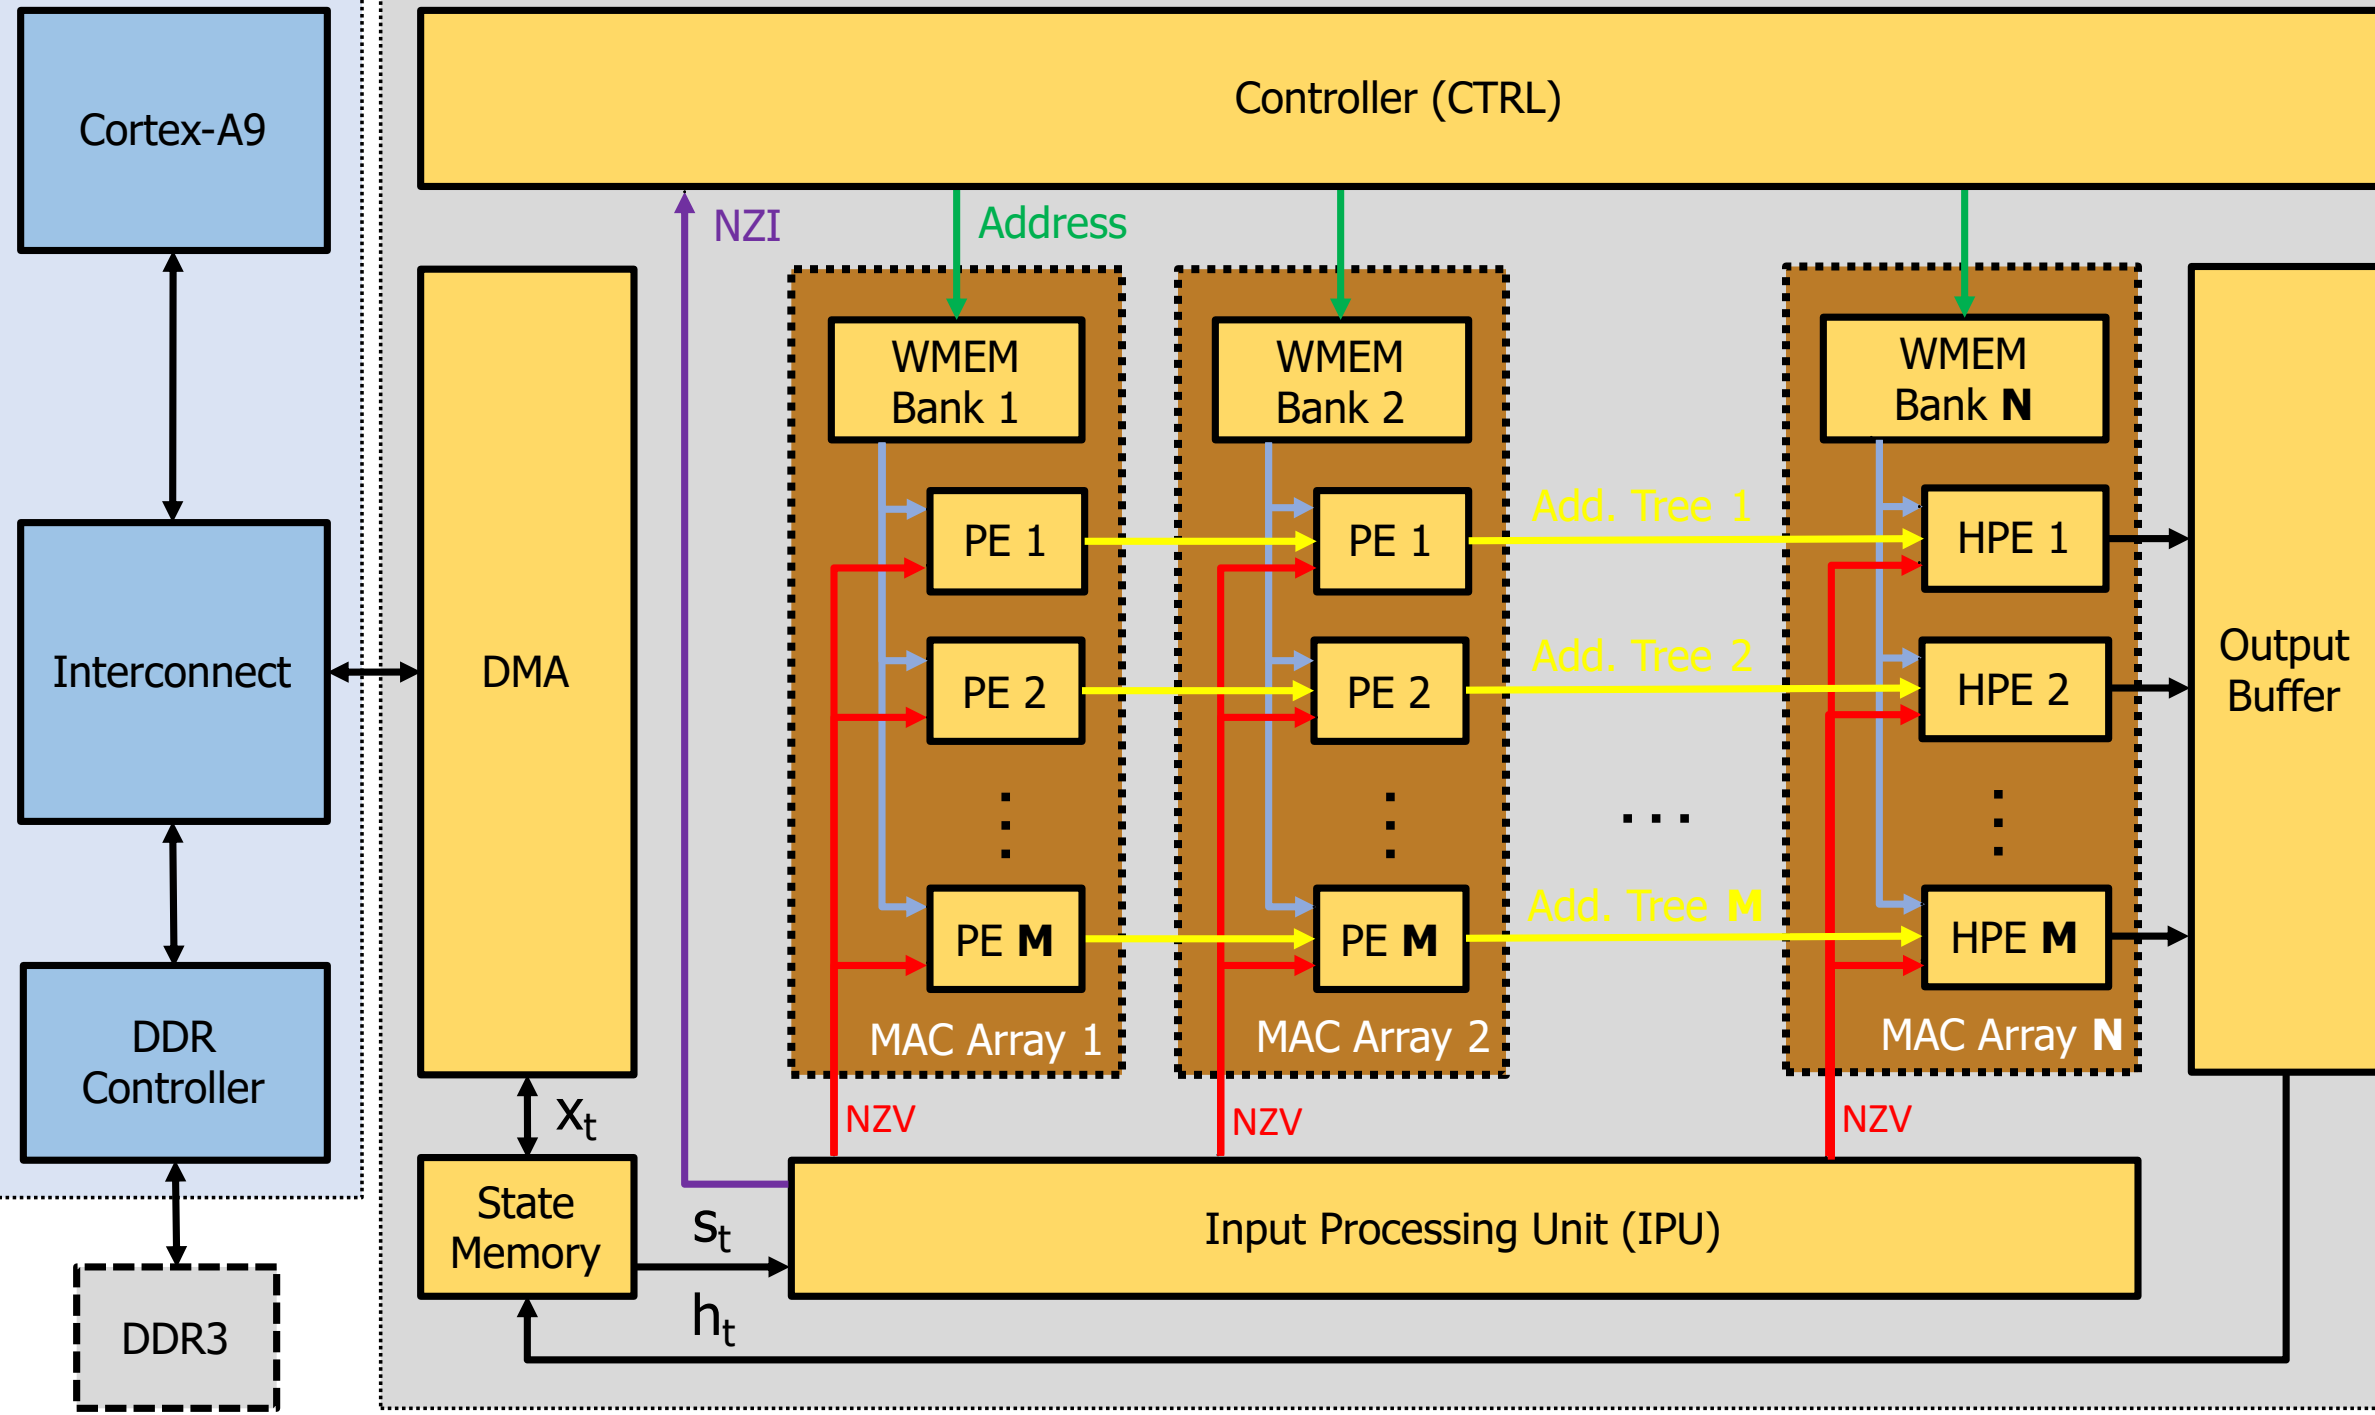 Cortex-A9
Controller (CTRL)
NZI
Address
WMEM
Bank 1
WMEM
Bank 2
WMEM
Bank N
PE 1
PE 1
Add. Tree 1
HPE 1
Interconnect
DMA
PE 2
PE 2
Add. Tree 2
HPE 2
Output
Buffer
...
PE M
PE M
Add. Tree M
HPE M
MAC Array 1
MAC Array 2
MAC Array N
DDR
Controller
xt
NZV
NZV
NZV
State
Memory
st
Input Processing Unit (IPU)
ht
DDR3